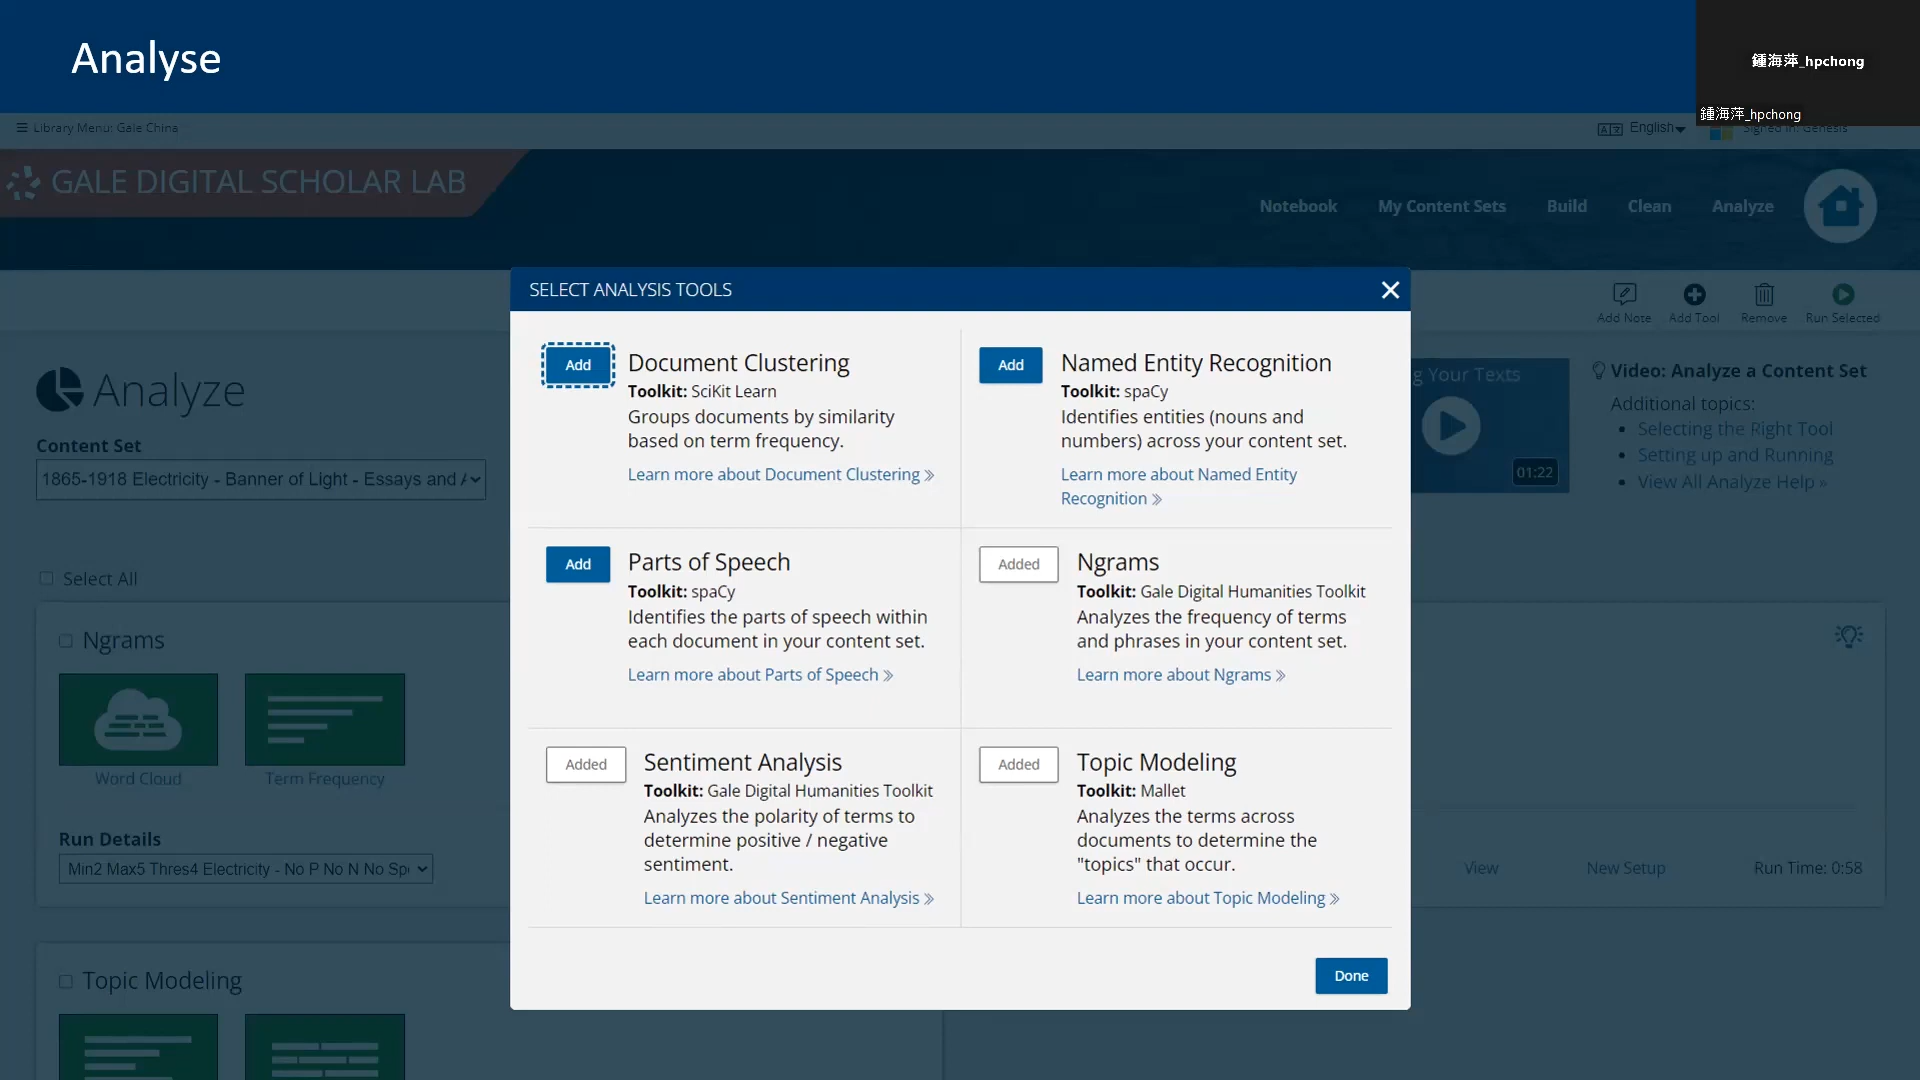 Analyse
鍾海萍_hpchong
鍾海萍_hpchong
Library Menu: Gale China
English
Signed in: Genesis
GALE DIGITAL SCHOLAR LAB
Notebook
My Content Sets
Build
Clean
Analyze
SELECT ANALYSIS TOOLS
Add Note
Add Tool
Remove
Run Selected
Analyze
Content Set
1865-1918 Electricity - Banner of Light - Essays and A
Select All
Add
Document Clustering
Toolkit: SciKit Learn
Groups documents by similarity
based on term frequency.
Learn more about Document Clustering »
Add
Named Entity Recognition
Toolkit: spaCy
Identifies entities (nouns and
numbers) across your content set.
Learn more about Named Entity
Recognition »
g Your Texts
01:22
Video: Analyze a Content Set
Additional topics:
• Selecting the Right Tool
• Setting up and Running
• View All Analyze Help »
Add
Parts of Speech
Toolkit: spaCy
Identifies the parts of speech within
each document in your content set.
Learn more about Parts of Speech »
Added
Ngrams
Toolkit: Gale Digital Humanities Toolkit
Analyzes the frequency of terms
and phrases in your content set.
Learn more about Ngrams »
Ngrams
Word Cloud
Term Frequency
Run Details
Min2 Max5 Thres4 Electricity - No P No N No Sp
Added
Sentiment Analysis
Toolkit: Gale Digital Humanities Toolkit
Analyzes the polarity of terms to
determine positive / negative
sentiment.
Learn more about Sentiment Analysis »
Added
Topic Modeling
Toolkit: Mallet
Analyzes the terms across
documents to determine the
"topics" that occur.
Learn more about Topic Modeling »
View
New Setup
Run Time: 0:58
Done
Topic Modeling